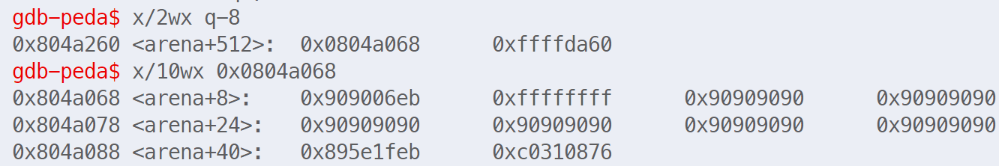 gdb-peda$ x/2wx q-8
0x804a260 <arena+512>: 0x0804a068 0xffffda60
gdb-peda$ x/10wx 0x0804a068
0x804a068 <arena+8>: 0x909006eb 0xffffffff 0x90909090 0x90909090
0x804a078 <arena+24>: 0x90909090 0x90909090 0x90909090 0x90909090
0x804a088 <arena+40>: 0x895e1feb 0xc0310876